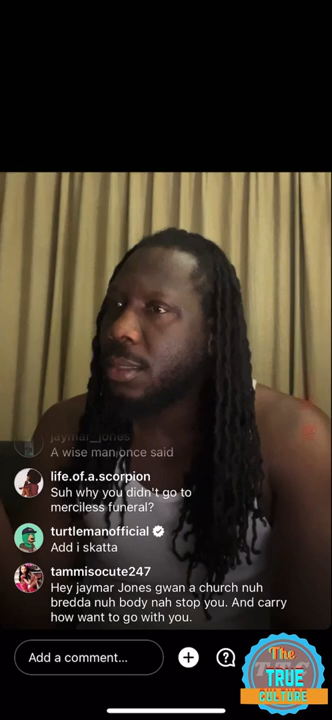 jaymar_jones
A wise man once said
life.of.a.scorpion
Suh why you didn't go to
merciless funeral?
turtlemanofficial
Add i skatta
tammisocute247
Hey jaymar Jones gwan a church nuh
bredda nuh body nah stop you. And carry
how want to go with you.
Add a comment...
The
TTC
TRUE
CULTURE